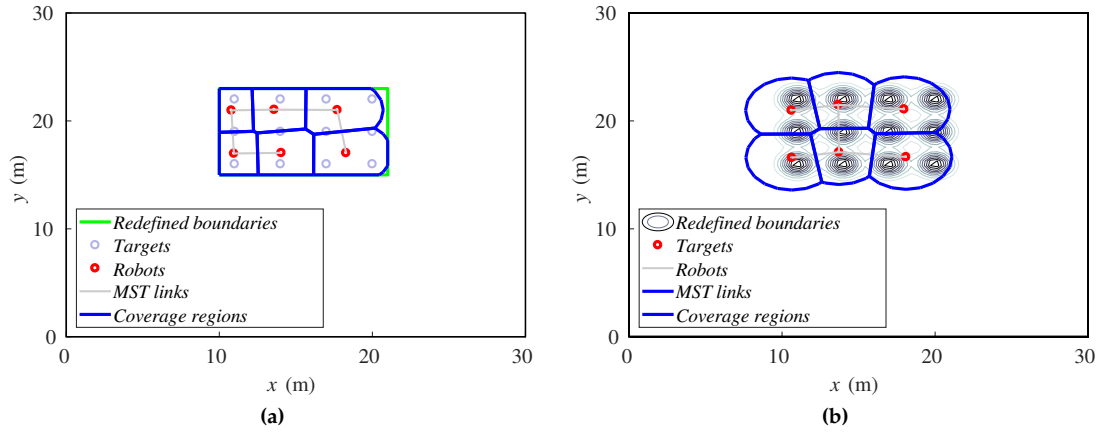 30
20
10
0
y (m)
Redefined boundaries
Targets
Robots
MST links
Coverage regions
0
10
20
30
x (m)
(a)
30
20
10
0
y (m)
Redefined boundaries
Targets
Robots
MST links
Coverage regions
0
10
20
30
x (m)
(b)